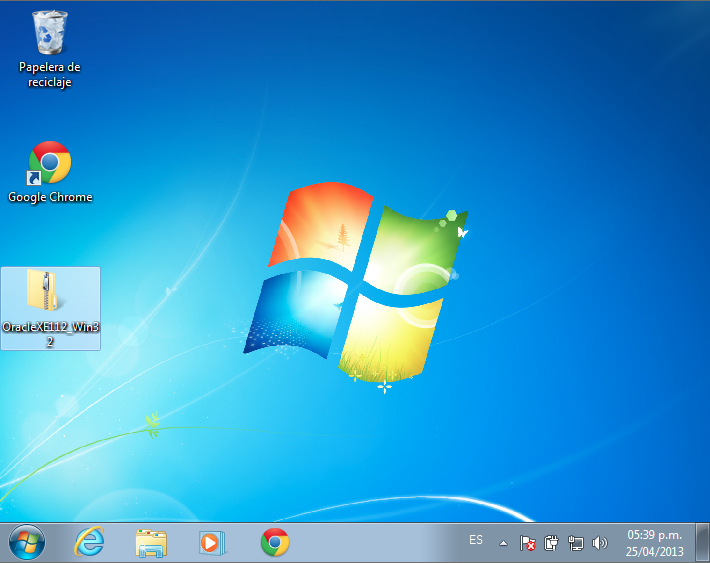 Papelera de
reciclaje
Google Chrome
OracleXE112_Win3
2
ES
05:39 p.m.
25/04/2013